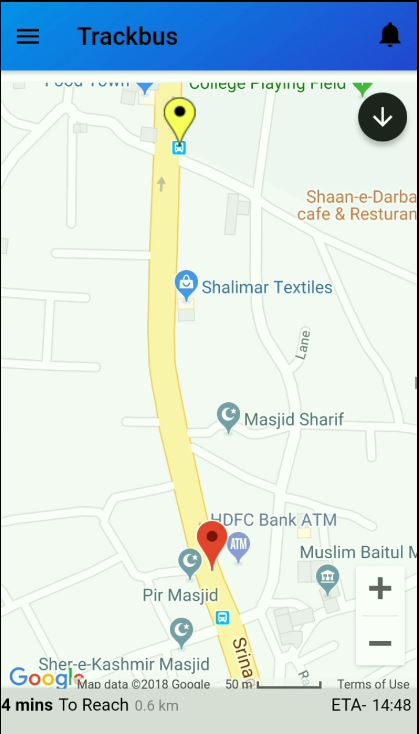 Trackbus
Food Town
College Playing Field
Shaan-e-Darba
cafe & Resturan
Shalimar Textiles
Lane
Masjid Sharif
HDFC Bank ATM
ATM
Muslim Baitul M
Pir Masjid
+
Sher-e-Kashmir Masjid
Srina
Ra
−
Google
Map data ©2018 Google
50 m
Terms of Use
4 mins To Reach 0.6 km
ETA- 14:48